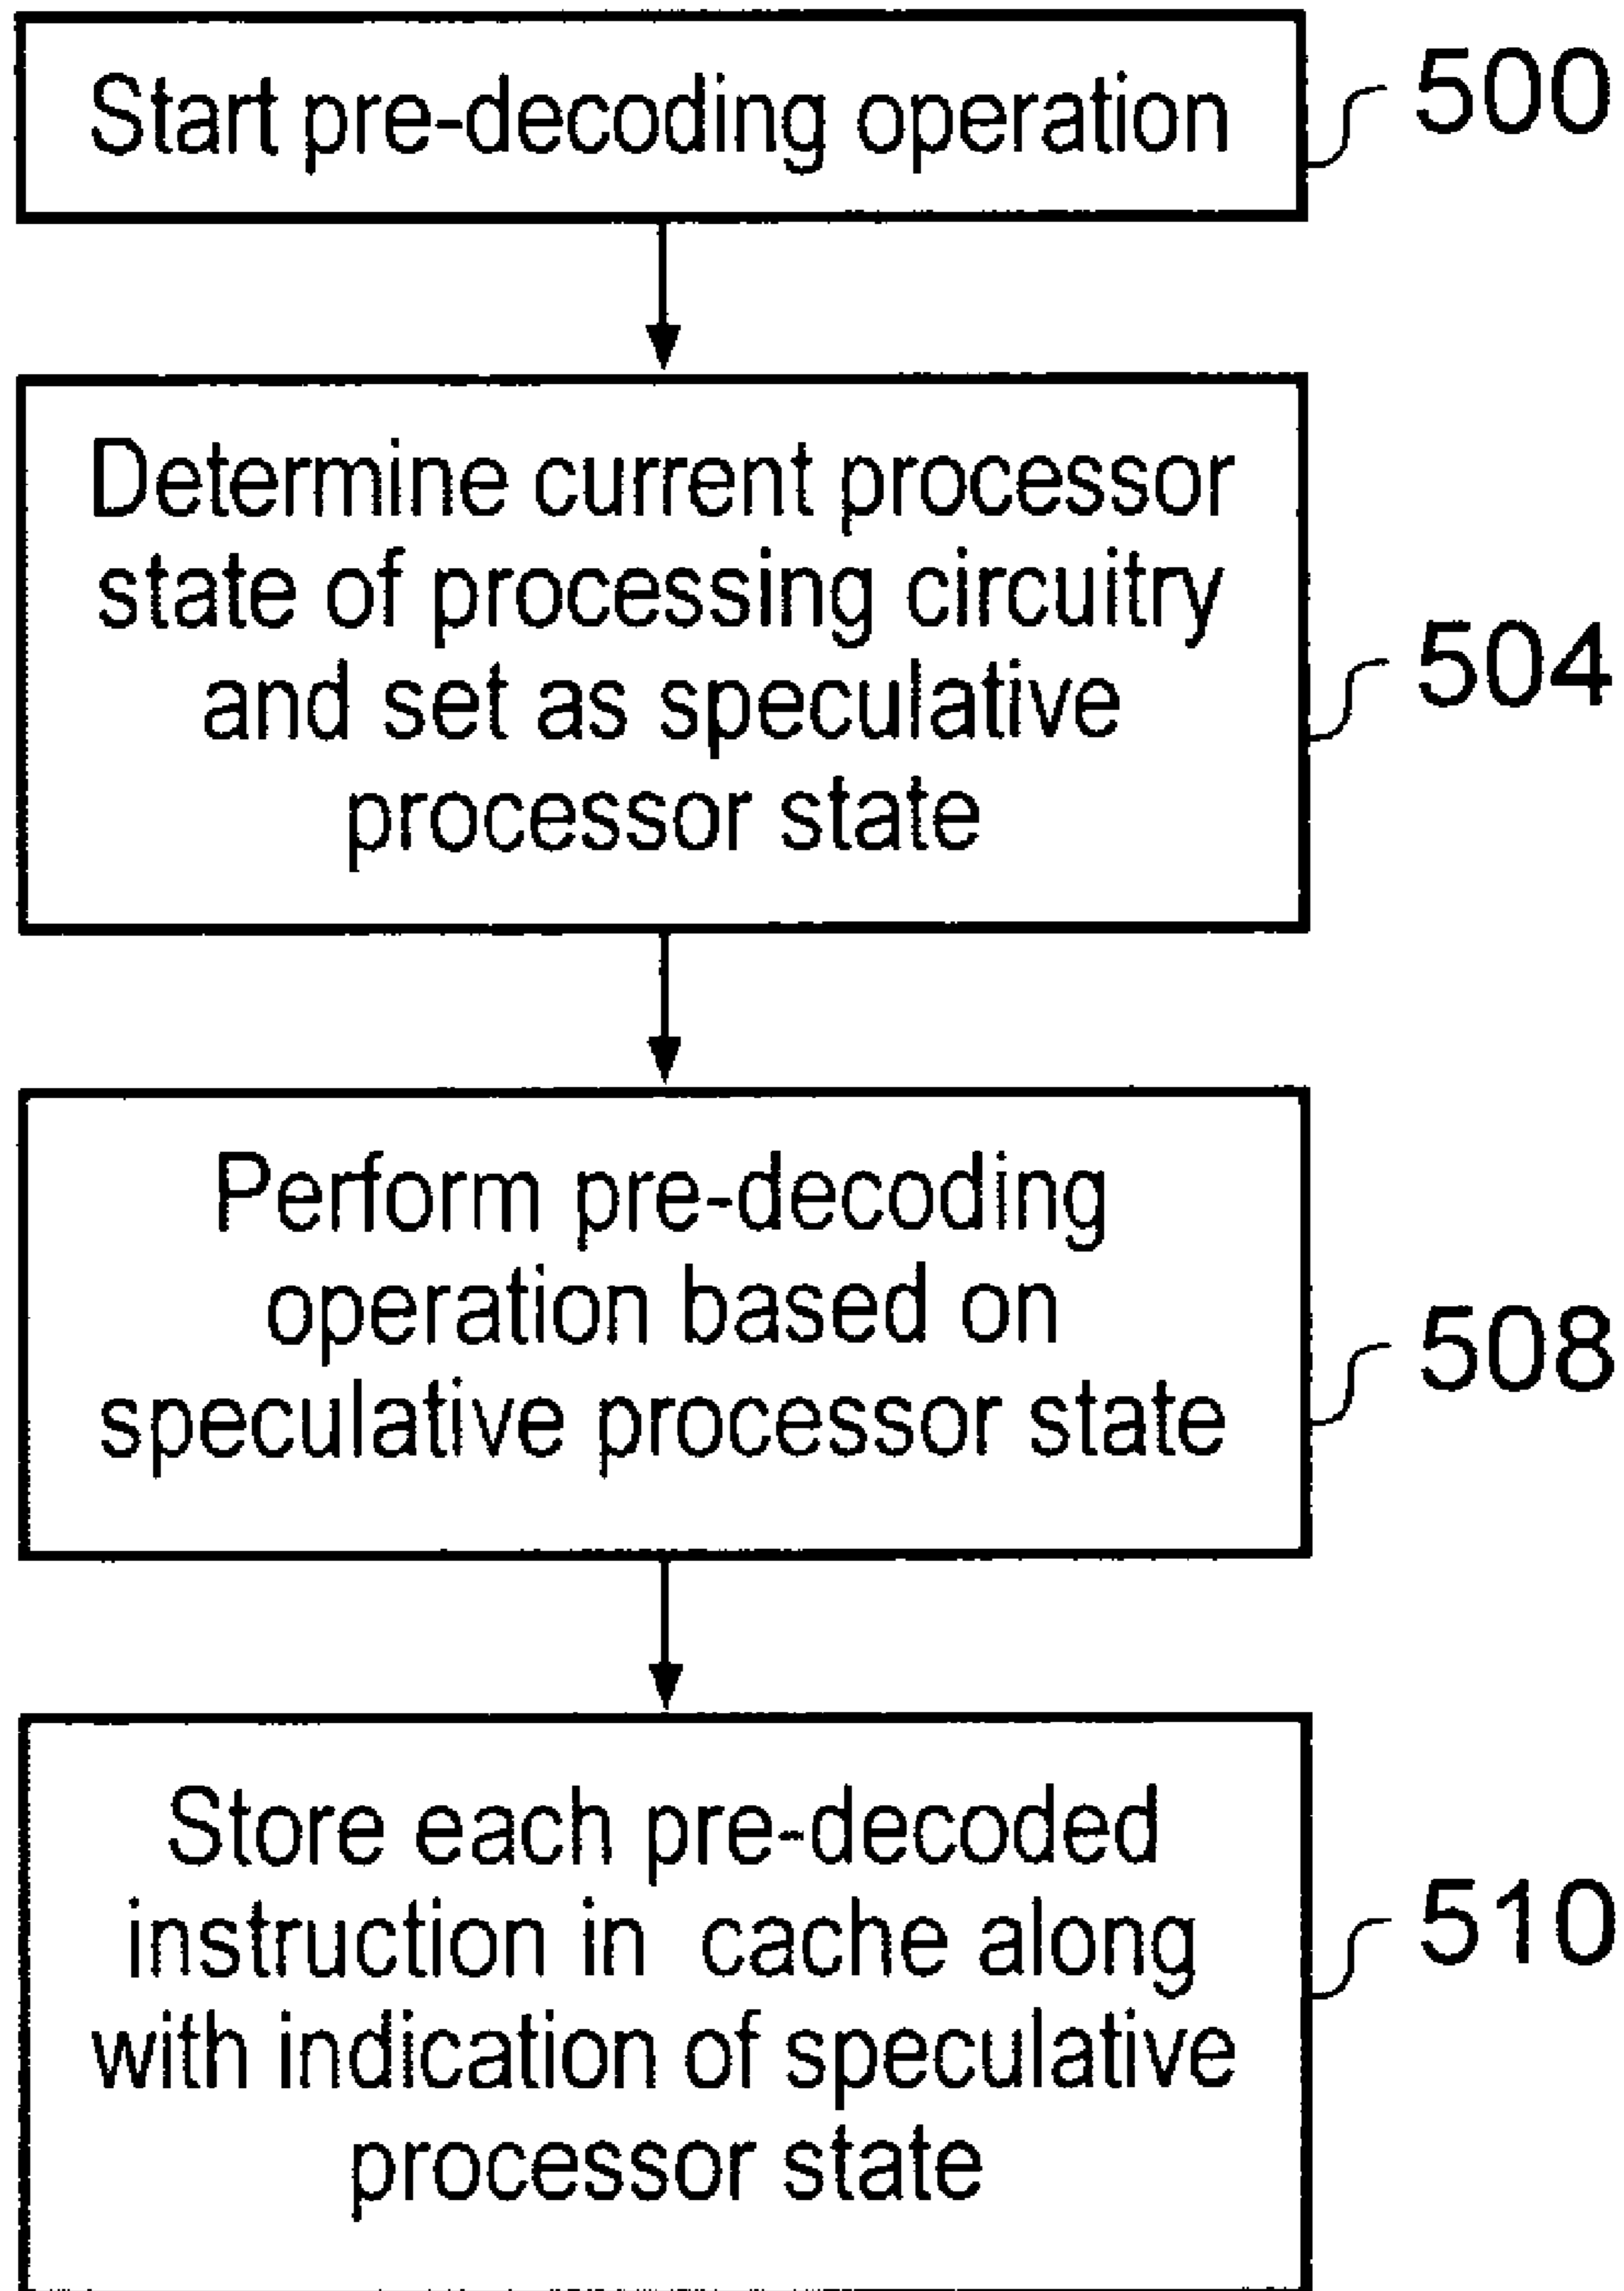 Start pre-decoding operation
500
Determine current processor
state of processing circuitry
and set as speculative
processor state
504
Perform pre-decoding
operation based on
speculative processor state
508
Store each pre-decoded
instruction in cache along
with indication of speculative
processor state
510